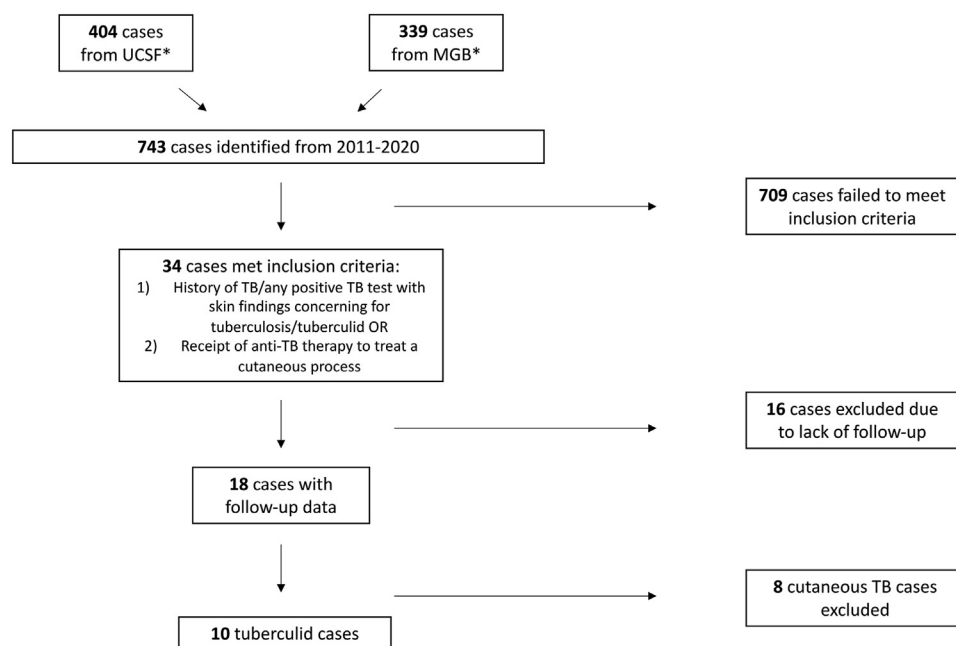 404 cases
from UCSF*
339 cases
from MGB*
743 cases identified from 2011-2020
709 cases failed to meet
inclusion criteria
34 cases met inclusion criteria:
1) History of TB/any positive TB test with
skin findings concerning for
tuberculosis/tuberculid OR
2) Receipt of anti-TB therapy to treat a
cutaneous process
16 cases excluded due
to lack of follow-up
18 cases with
follow-up data
8 cutaneous TB cases
excluded
10 tuberculid cases